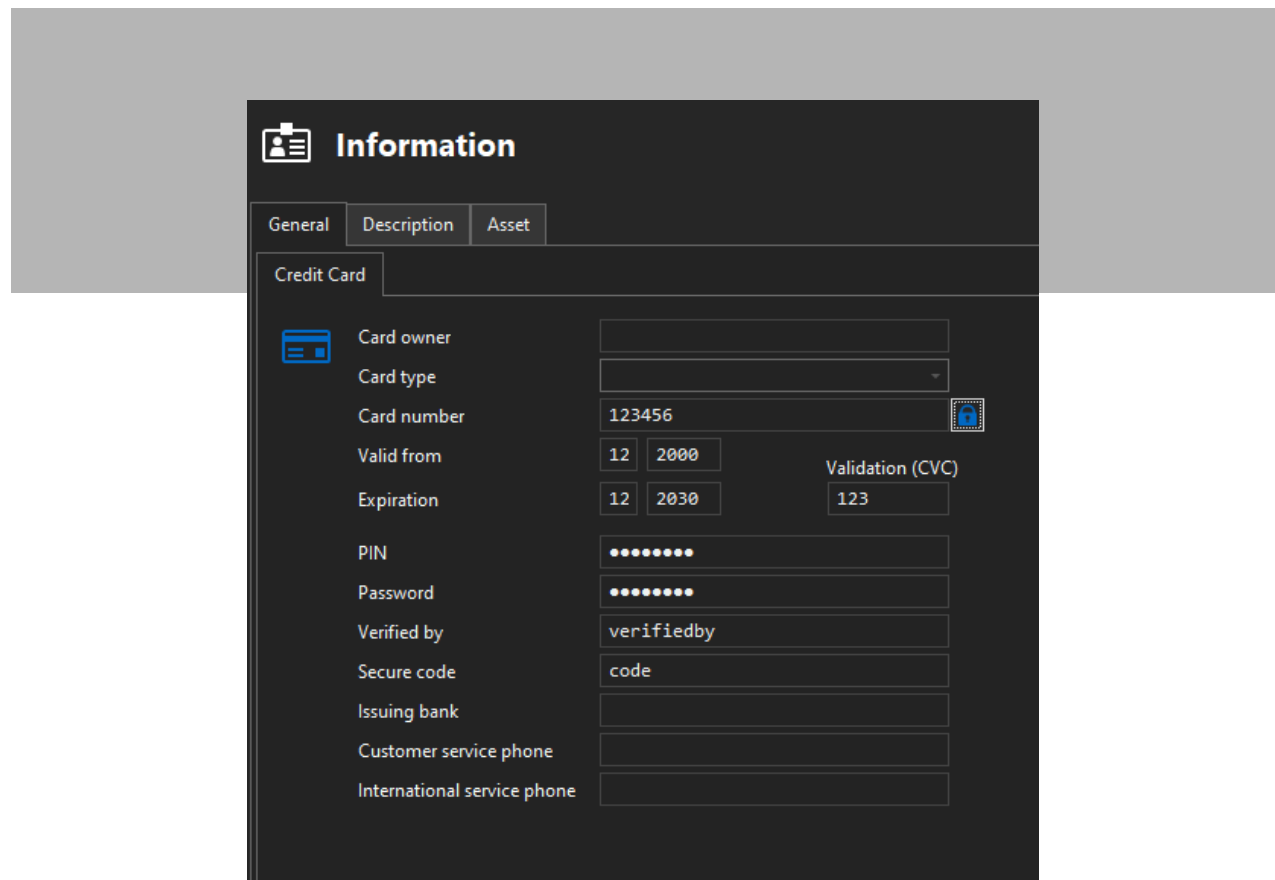 Information
General Description Asset
Credit Card
Card owner
Card type
Card number 123456
Valid from 12 2000
Validation (CVC)
Expiration 12 2030 123
PIN ••••••••
Password ••••••••
Verified by verifiedby
Secure code code
Issuing bank
Customer service phone
International service phone